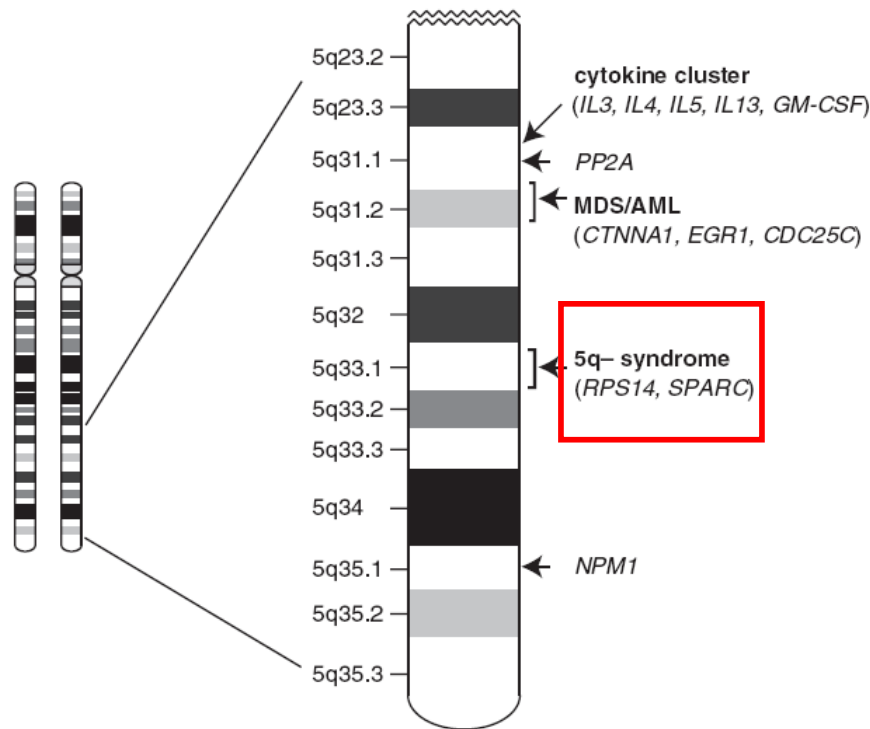 5q23.2
5q23.3
5q31.1
5q31.2
5q31.3
5q32
5q33.1
5q33.2
5q33.3
5q34
5q35.1
5q35.2
5q35.3
cytokine cluster
(IL3, IL4, IL5, IL13, GM-CSF)
PP2A
MDS/AML
(CTNNA1, EGR1, CDC25C)
5q– syndrome
(RPS14, SPARC)
NPM1